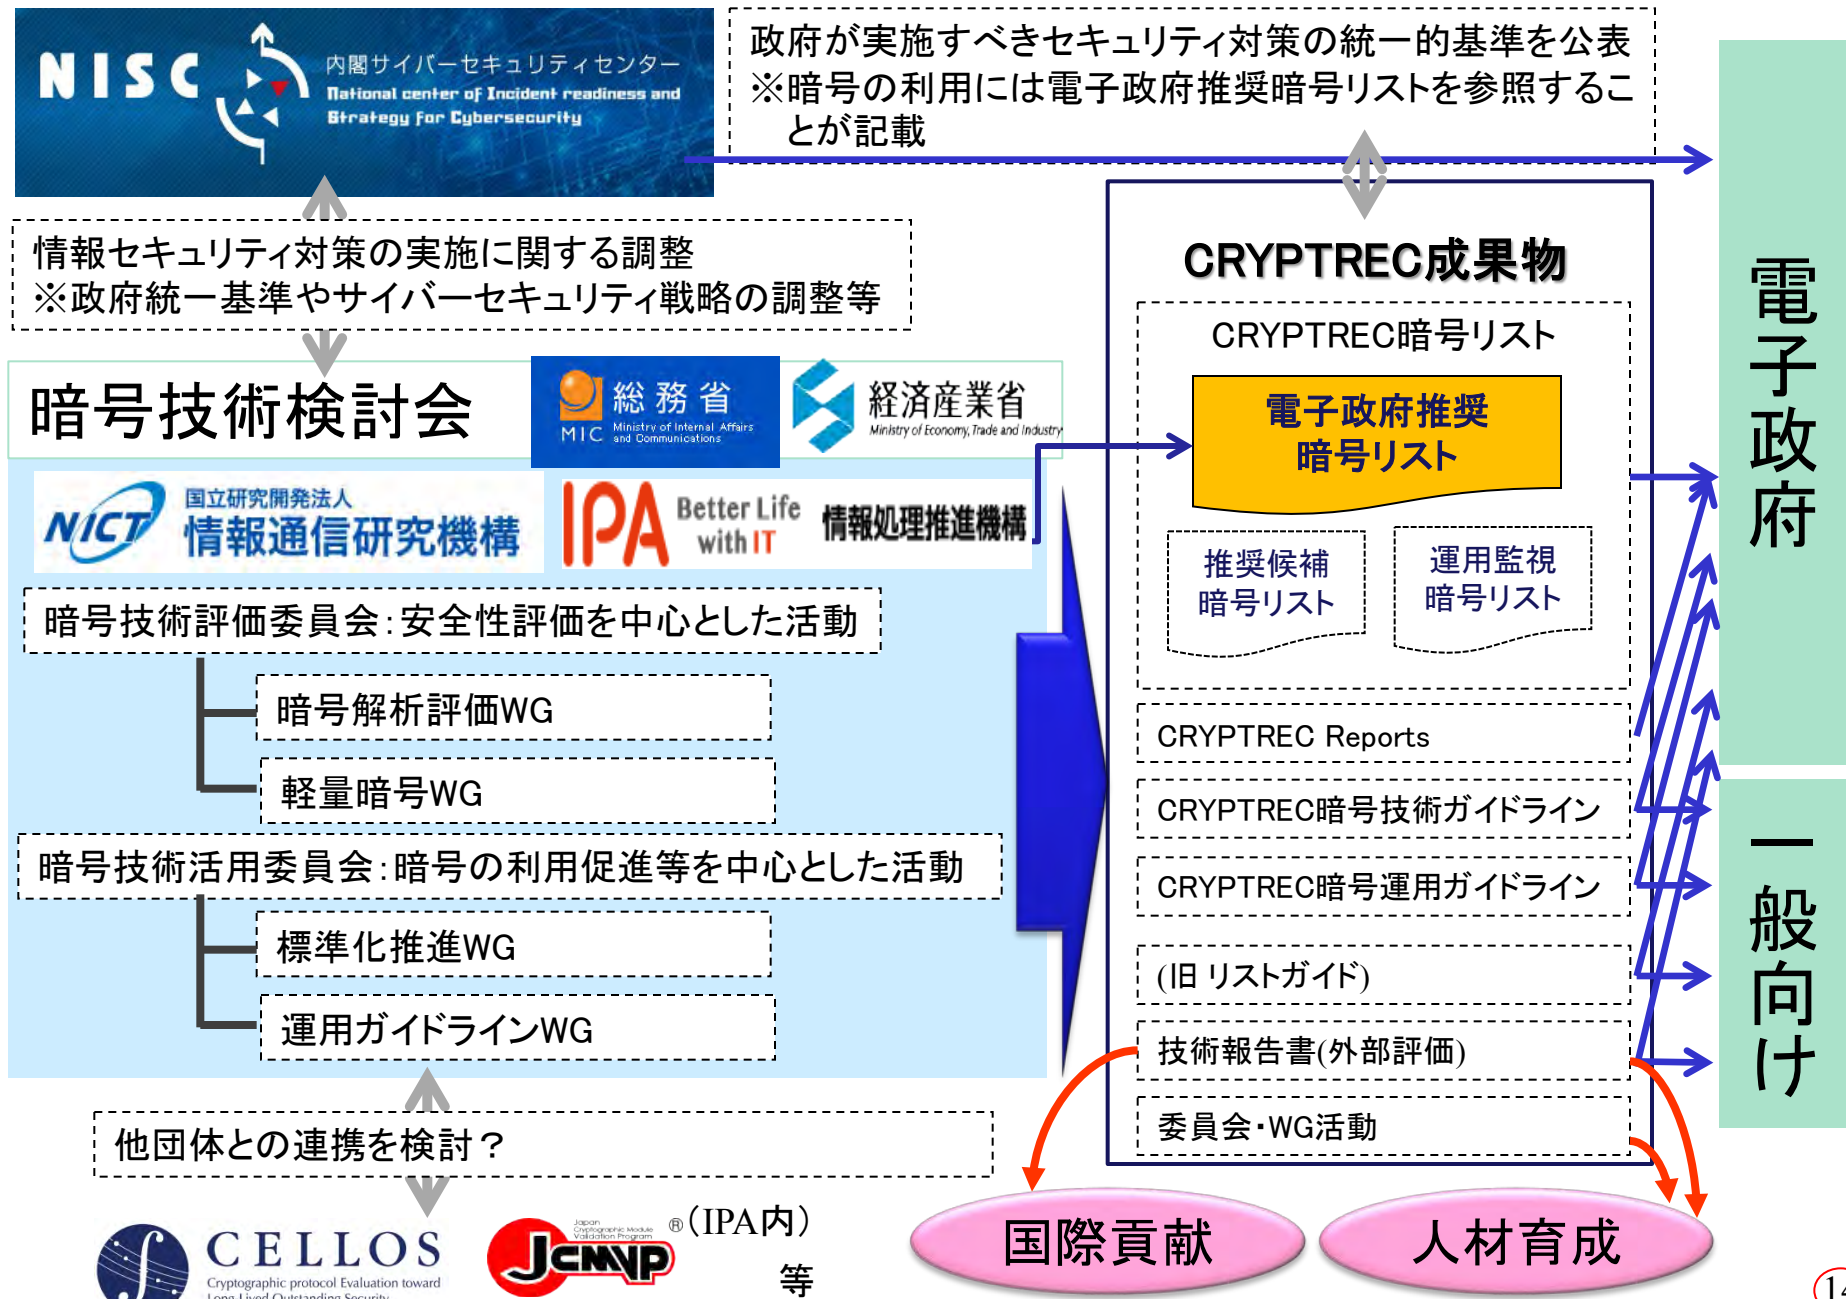 NISC
内閣サイバーセキュリティセンター
National center of Incident readiness and
Strategy for Cybersecurity
政府が実施すべきセキュリティ対策の統一的基準を公表
※暗号の利用には電子政府推奨暗号リストを参照するこ
とが記載
情報セキュリティ対策の実施に関する調整
※政府統一基準やサイバーセキュリティ戦略の調整等
暗号技術検討会
MIC
総務省
Ministry of Internal Affairs
and Communications
経済産業省
Ministry of Economy, Trade and Industry
NICT
国立研究開発法人
情報通信研究機構
IPA
Better Life
with IT
情報処理推進機構
暗号技術評価委員会:安全性評価を中心とした活動
暗号解析評価WG
軽量暗号WG
暗号技術活用委員会:暗号の利用促進等を中心とした活動
標準化推進WG
運用ガイドラインWG
他団体との連携を検討？
CELLOS
Cryptographic protocol Evaluation toward
Long-Lived Outstanding Security
Japan
Cryptographic Module
Validation Program
JCMVP
®(IPA内)
等
CRYPTREC成果物
CRYPTREC暗号リスト
電子政府推奨
暗号リスト
推奨候補
暗号リスト
運用監視
暗号リスト
CRYPTREC Reports
CRYPTREC暗号技術ガイドライン
CRYPTREC暗号運用ガイドライン
(旧 リストガイド)
技術報告書(外部評価)
委員会・WG活動
国際貢献
人材育成
電子政府
一般向け